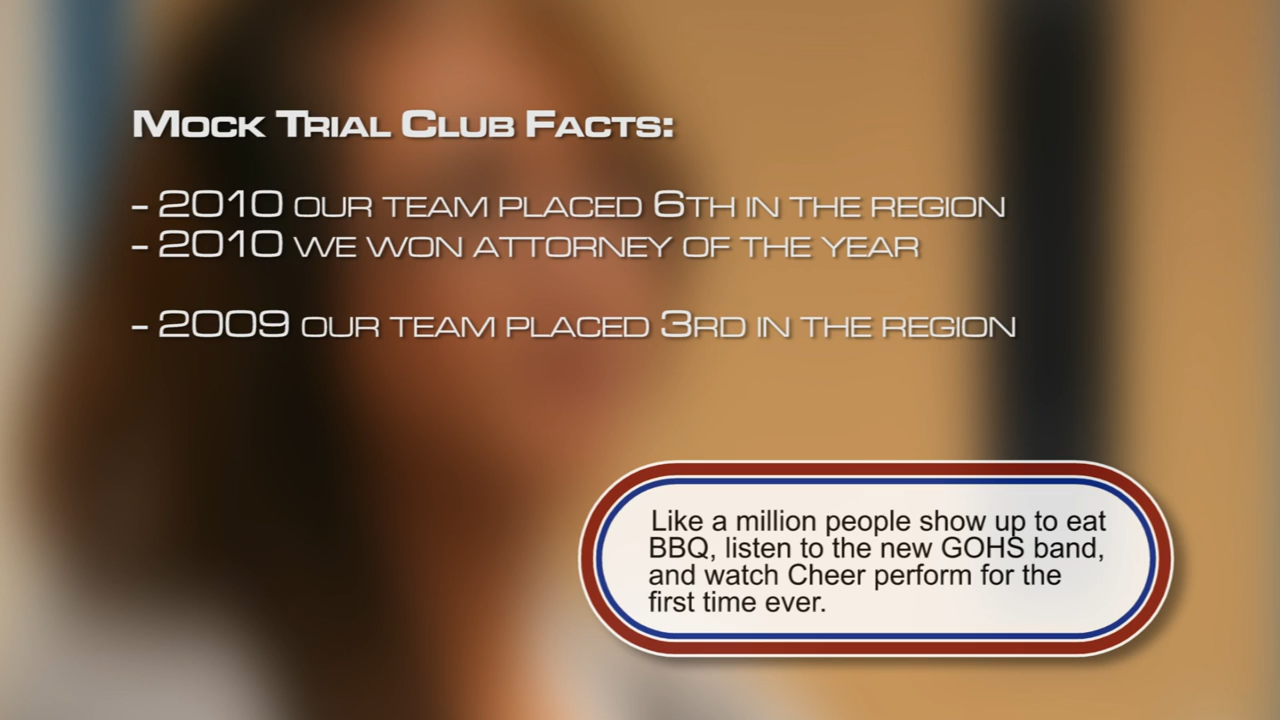 Mock Trial Club Facts:
- 2010 our team placed 6th in the region
- 2010 we won attorney of the year
- 2009 our team placed 3rd in the region
Like a million people show up to eat
BBQ, listen to the new GOHS band,
and watch Cheer perform for the
first time ever.